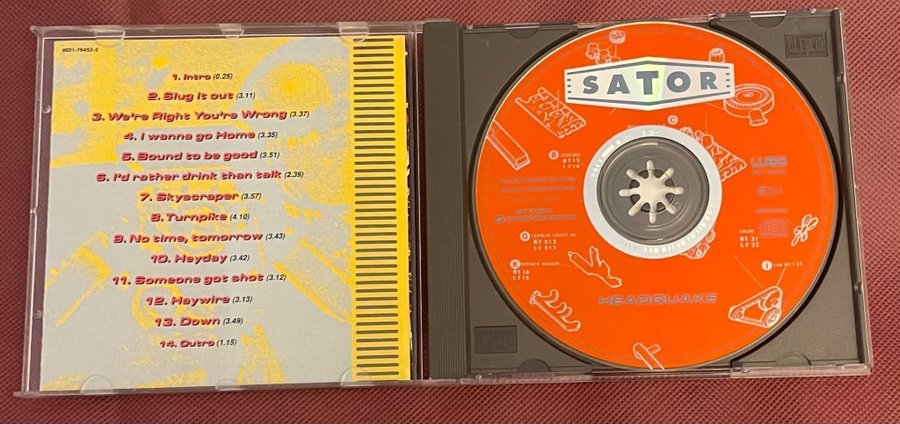 9031-76453-2
1. Intro (0.25)
2. Slug it out (3.11)
3. We're Right You're Wrong (3.37)
4. I wanna go Home (3.35)
5. Bound to be good (3.51)
6. I'd rather drink than talk (2.39)
7. Skyscraper (3.57)
8. Turnpike (4.10)
9. No time, tomorrow (3.43)
10. Heyday (3.42)
11. Someone got shot (3.12)
12. Haywire (3.13)
13. Down (3.49)
14. Outro (1.15)
SATOR
C
B
G
K
I
ENGINE
HEADQUAKE